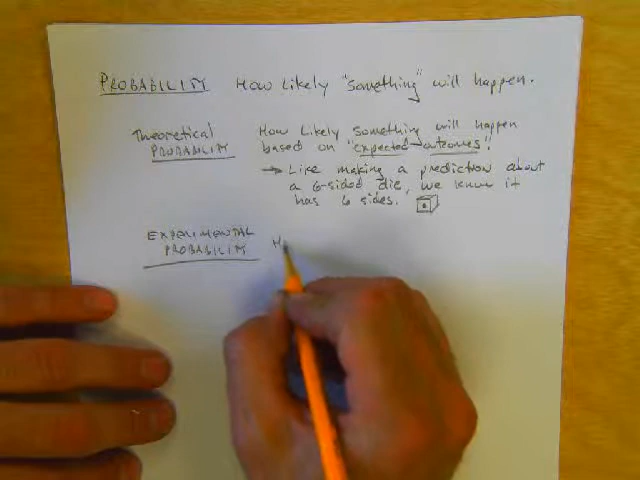 PROBABILITY How Likely "something" will happen.
Theoretical PROBABILITY
How Likely something will happen
based on "expected outcomes".
→ Like making a prediction about
a 6-sided die, we know it
has 6 sides.
EXPERIMENTAL
PROBABILITY H